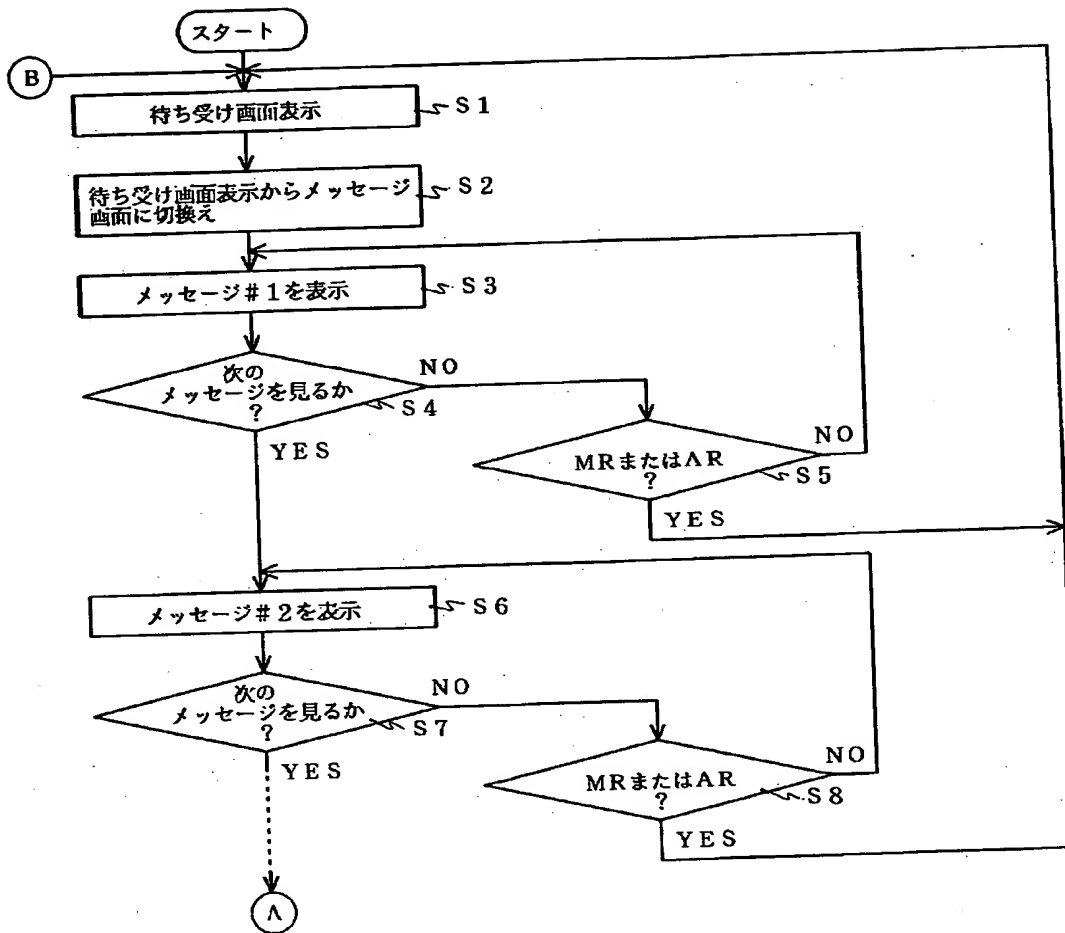 スタート
B
待ち受け画面表示
S1
待ち受け画面表示からメッセージ
画面に切換え
S2
メッセージ#1を表示
S3
次の
メッセージを見るか
?
S4
NO
YES
MRまたはAR
?
S5
NO
YES
メッセージ#2を表示
S6
次の
メッセージを見るか
?
S7
NO
YES
MRまたはAR
?
S8
NO
YES
A